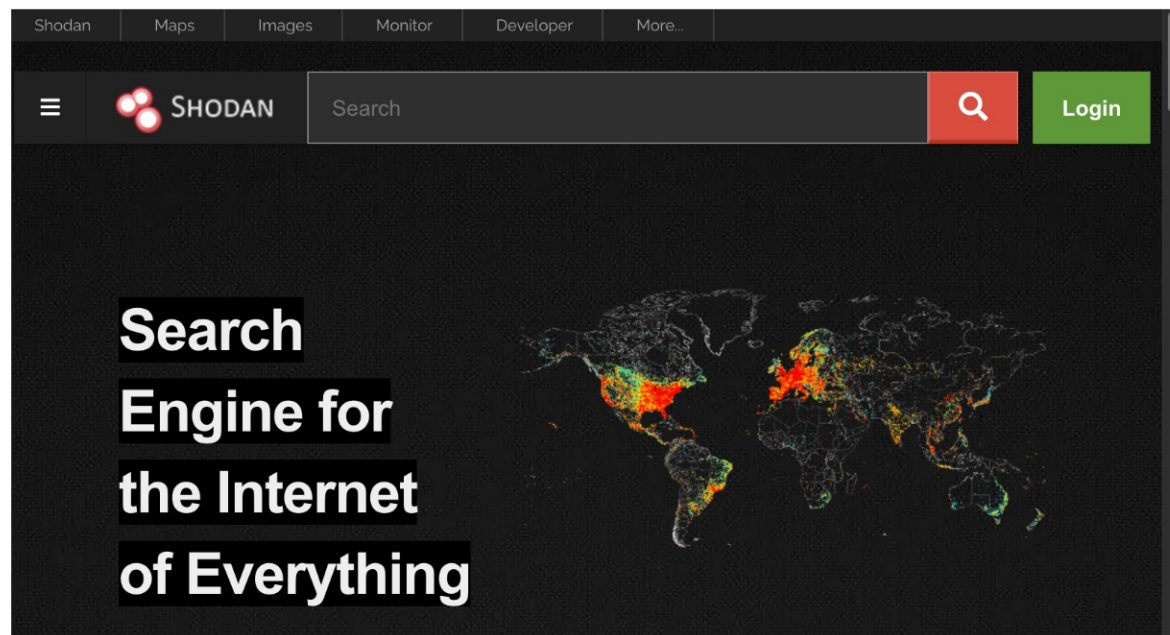 Shodan Maps Images Monitor Developer More...
SHODAN Search Login
Search
Engine for
the Internet
of Everything